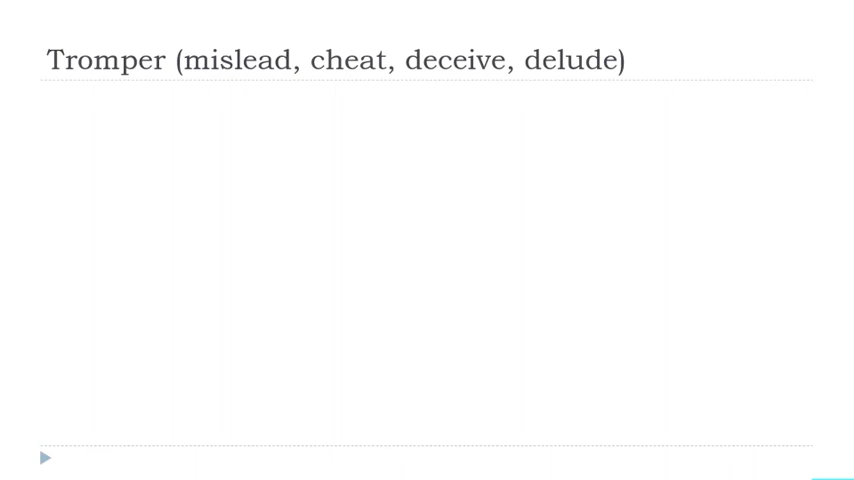 Tromper (mislead, cheat, deceive, delude)